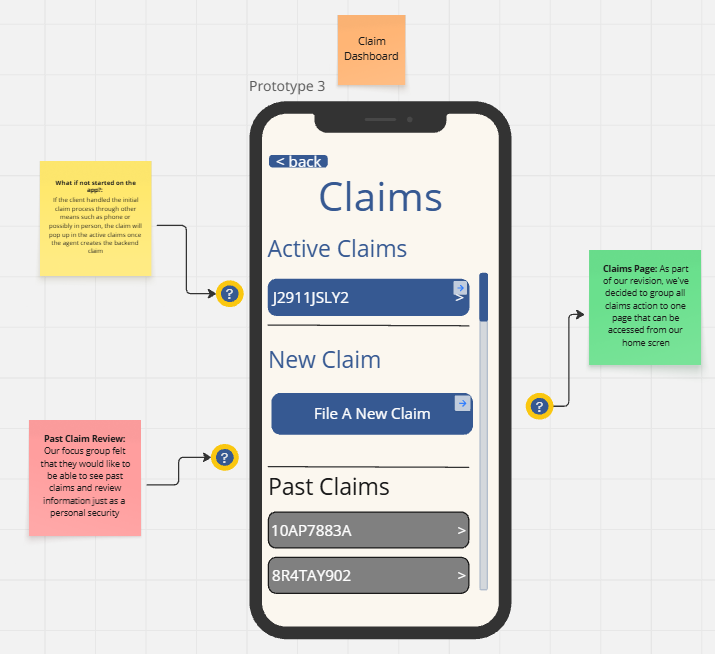 Claim
Dashboard
Prototype 3
What if not started on the
app?:
If the client handled the initial
claim process through other
means such as phone or
possibly in person, the claim will
pop up in the active claims once
the agent creates the backend
claim
?
Past Claim Review:
Our focus group felt
that they would like to
be able to see past
claims and review
information just as a
personal security
?
< back
Claims
Active Claims
J2911JSLY2 >
New Claim
File A New Claim
Past Claims
10AP7883A >
8R4TAY902 >
?
Claims Page: As part
of our revision, we've
decided to group all
claims action to one
page that can be
accessed from our
home scren